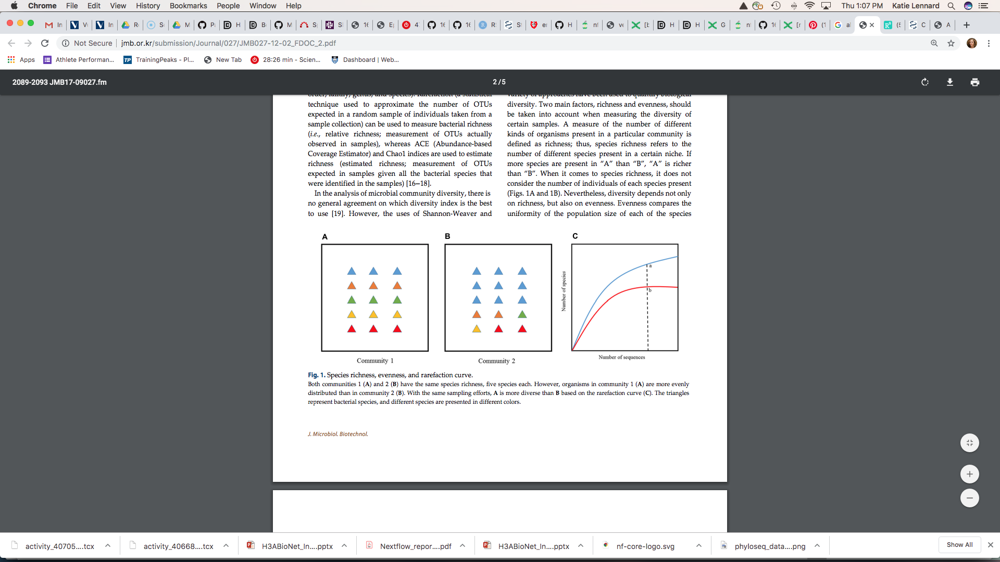 Chrome File Edit View History Bookmarks People Window Help Thu 1:07 PM Katie Lennard
Not Secure | jmb.or.kr/submission/Journal/027/JMB027-12-02_FDOC_2.pdf
Apps Athlete Performan... TrainingPeaks - Pl... New Tab 28:26 min - Scien... Dashboard | Web...
2089-2093 JMB17-09027.fm 2 / 5
order, family, genus, and species). Rarefaction (a statistical
technique used to approximate the number of OTUs
expected in a random sample of individuals taken from a
sample collection) can be used to measure bacterial richness
(i.e., relative richness; measurement of OTUs actually
observed in samples), whereas ACE (Abundance-based
Coverage Estimator) and Chao1 indices are used to estimate
richness (estimated richness; measurement of OTUs
expected in samples given all the bacterial species that
were identified in the samples) [16–18].
In the analysis of microbial community diversity, there is
no general agreement on which diversity index is the best
to use [19]. However, the uses of Shannon-Weaver and
variety of approaches have been used to quantify biological
diversity. Two main factors, richness and evenness, should
be taken into account when measuring the diversity of
certain samples. A measure of the number of different
kinds of organisms present in a particular community is
defined as richness; thus, species richness refers to the
number of different species present in a certain niche. If
more species are present in “A” than “B”, “A” is richer
than “B”. When it comes to species richness, it does not
consider the number of individuals of each species present
(Figs. 1A and 1B). Nevertheless, diversity depends not only
on richness, but also on evenness. Evenness compares the
uniformity of the population size of each of the species
A
Community 1
B
Community 2
C
Number of species
a
b
Number of sequences
Fig. 1. Species richness, evenness, and rarefaction curve.
Both communities 1 (A) and 2 (B) have the same species richness, five species each. However, organisms in community 1 (A) are more evenly
distributed than in community 2 (B). With the same sampling efforts, A is more diverse than B based on the rarefaction curve (C). The triangles
represent bacterial species, and different species are presented in different colors.
J. Microbiol. Biotechnol.
activity_40705....tcx activity_40668....tcx H3ABioNet_In....pptx Nextflow_repor....pdf H3ABioNet_In....pptx nf-core-logo.svg phyloseq_data....png Show All